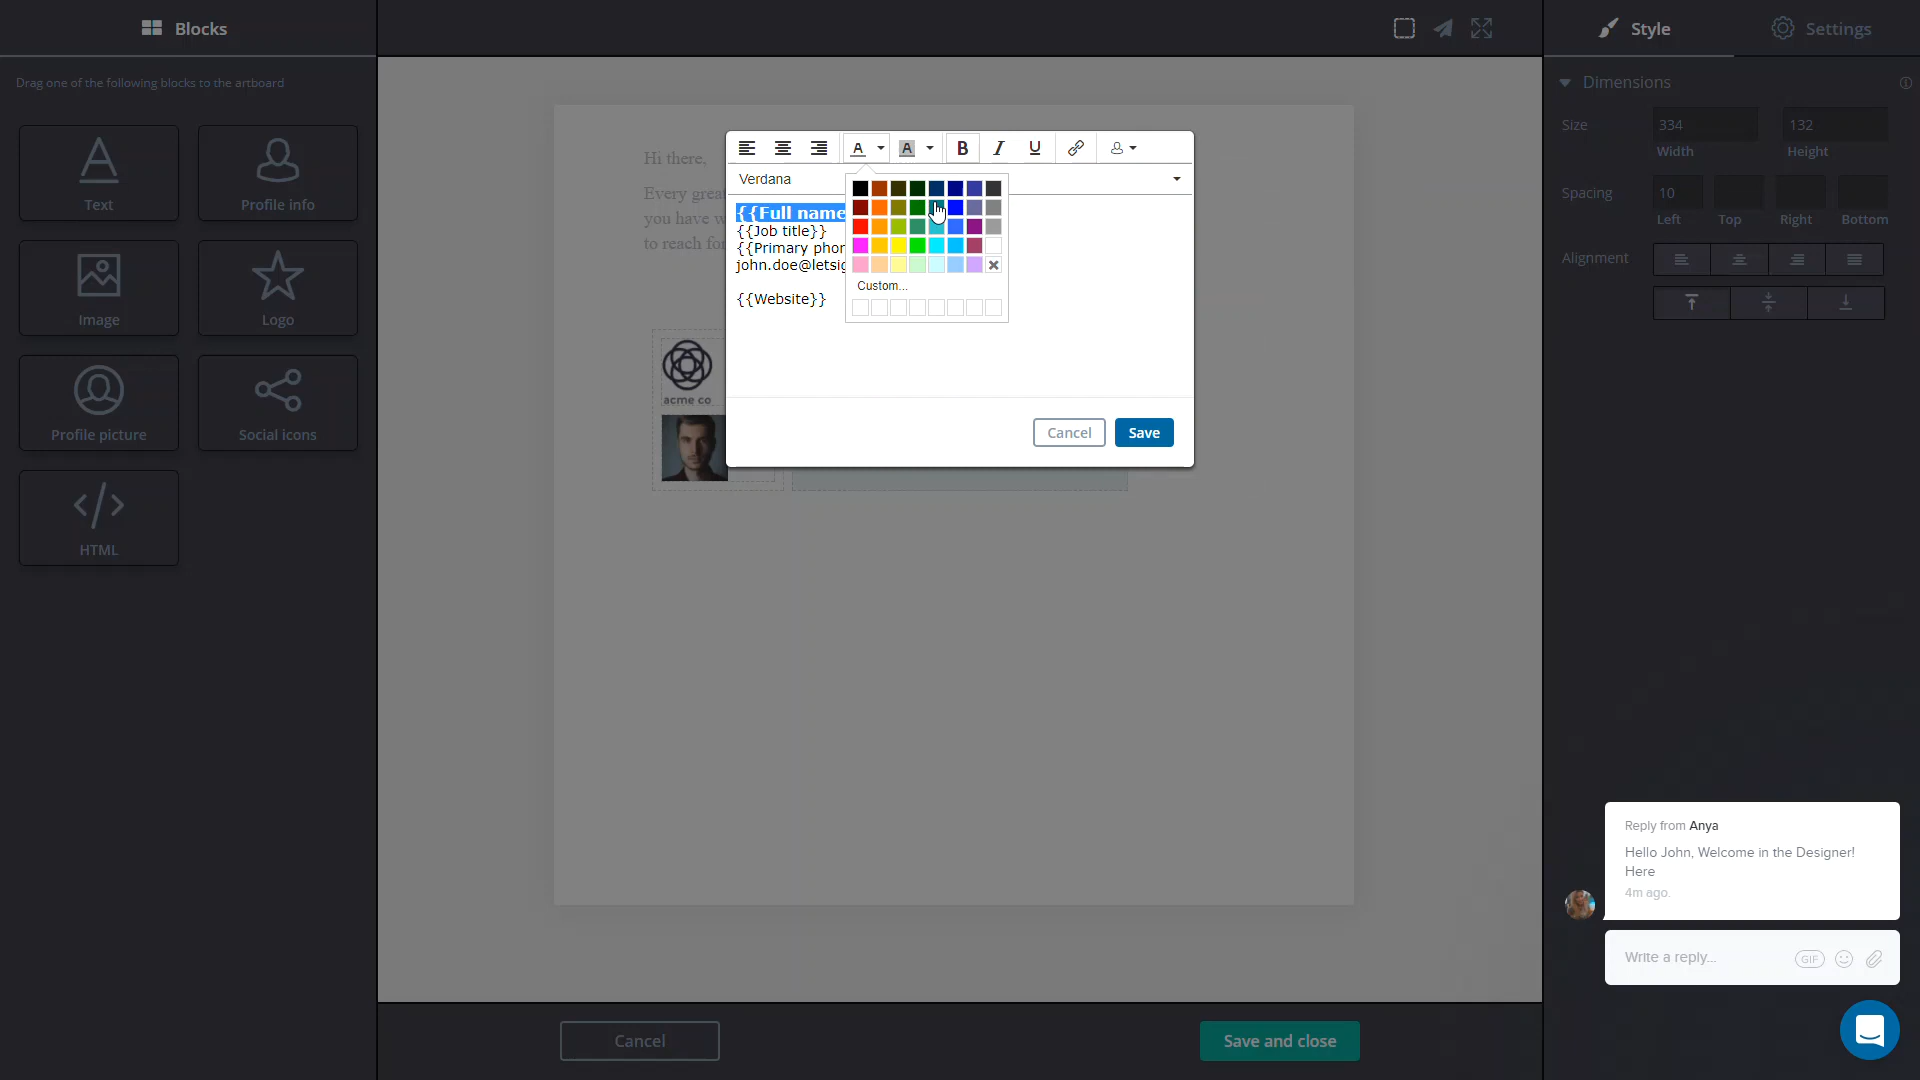 Blocks
Style
Settings
Drag one of the following blocks to the artboard
Text
Profile info
Image
Logo
Profile picture
Social icons
HTML
Hi there,
Every grea
you have w
to reach for
acme co
A
A
B
I
U
Verdana
{{Full name
{{Job title}}
{{Primary phor
john.doe@letsig
{{Website}}
Custom...
Cancel
Save
Dimensions
Size
334
132
Width
Height
Spacing
10
Left
Top
Right
Bottom
Alignment
Reply from Anya
Hello John, Welcome in the Designer!
Here
4m ago.
Write a reply...
GIF
Cancel
Save and close